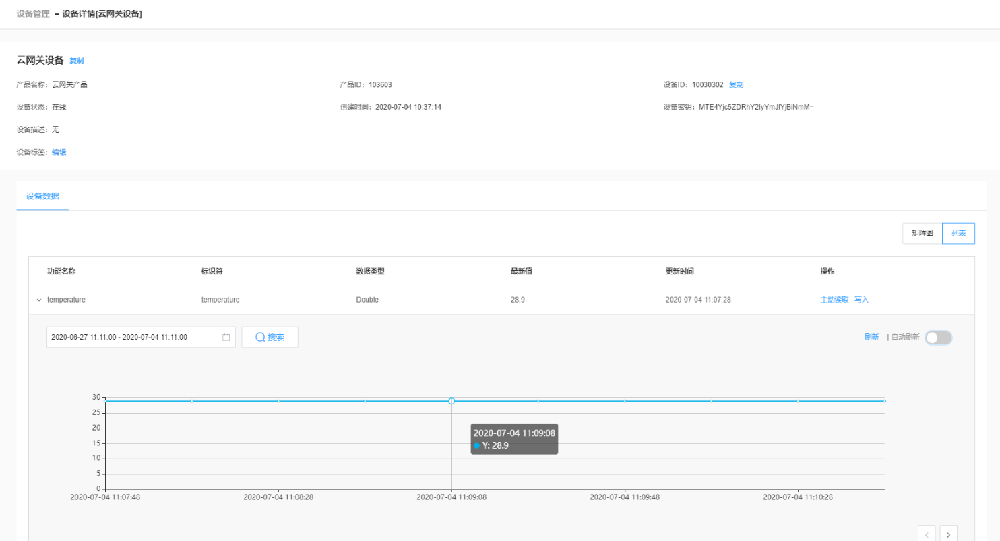 设备管理 – 设备详情[云网关设备]
云网关设备 复制
产品名称：云网关产品 产品ID：103603 设备ID：10030302 复制
设备状态：在线 创建时间：2020-07-04 10:37:14 设备密钥：MTE4Yjc5ZDRhY2IyYmJlYjBiNmM=
设备描述：无
设备标签：编辑
设备数据
矩阵图 列表
功能名称 标识符 数据类型 最新值 更新时间 操作
temperature temperature Double 28.9 2020-07-04 11:07:28 主动读取 写入
2020-06-27 11:11:00 - 2020-07-04 11:11:00 搜索 刷新 | 自动刷新
30
25
20
15
10
5
0
2020-07-04 11:09:08
Y: 28.9
2020-07-04 11:07:48 2020-07-04 11:08:28 2020-07-04 11:09:08 2020-07-04 11:09:48 2020-07-04 11:10:28